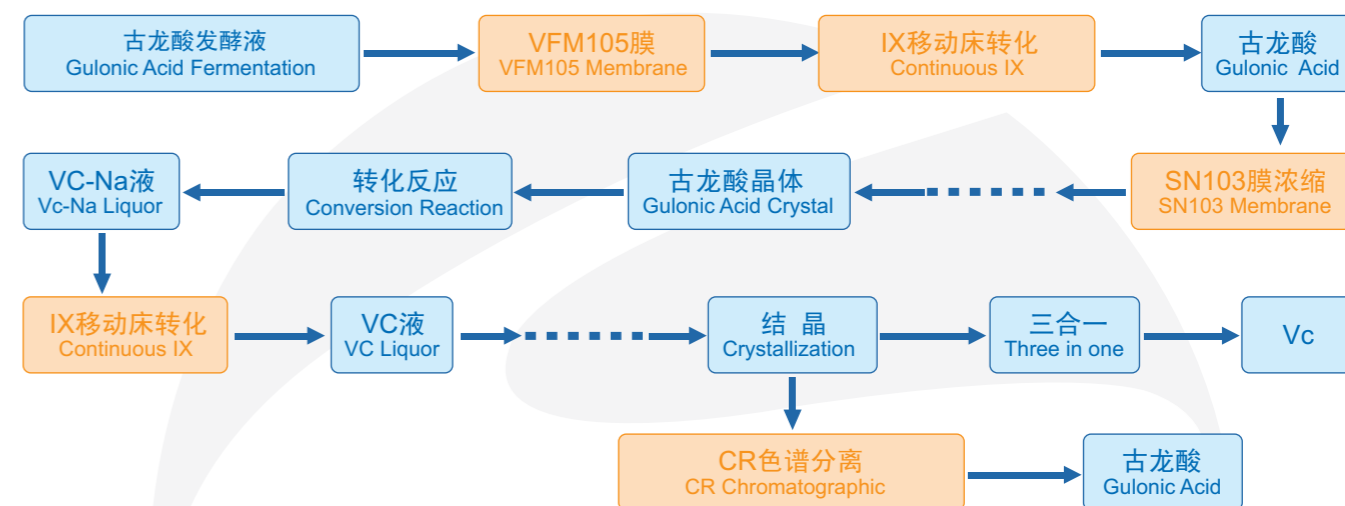 古龙酸发酵液
Gulonic Acid Fermentation
VFM105膜
VFM105 Membrane
IX移动床转化
Continuous IX
古龙酸
Gulonic Acid
VC-Na液
Vc-Na Liquor
转化反应
Conversion Reaction
古龙酸晶体
Gulonic Acid Crystal
SN103膜浓缩
SN103 Membrane
IX移动床转化
Continuous IX
VC液
VC Liquor
结 晶
Crystallization
三合一
Three in one
Vc
CR色谱分离
CR Chromatographic
古龙酸
Gulonic Acid